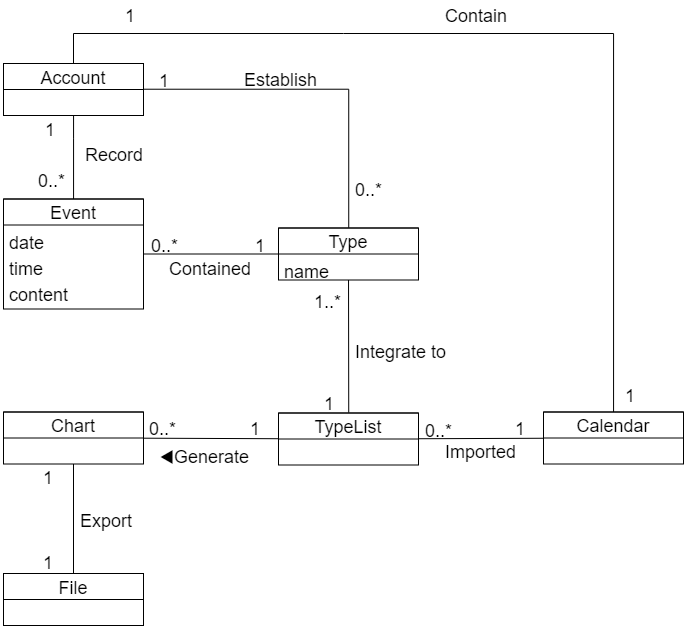 1
Contain
Account
1
Establish
1
Record
0..*
0..*
Event
date
time
content
0..*
1
Contained
Type
name
1..*
Integrate to
1
1
Chart
0..*
1
◀Generate
TypeList
0..*
1
Imported
Calendar
1
Export
1
File